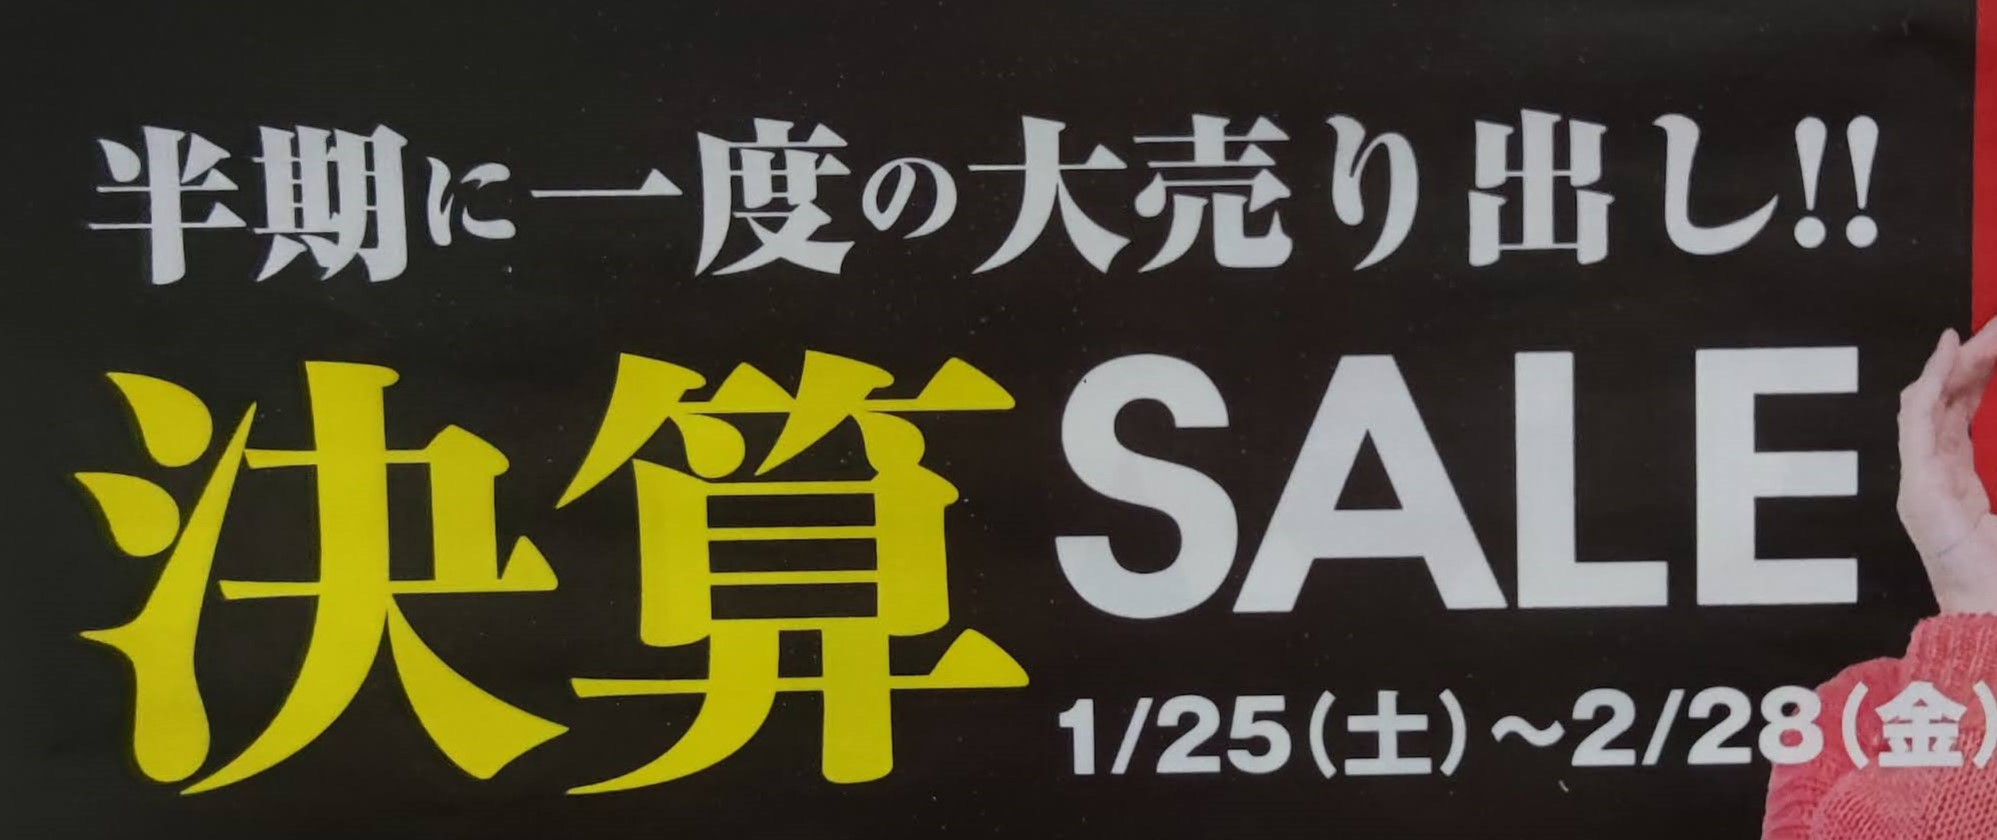 半期に一度の大売り出し!!
決算SALE
1/25(土)～2/28(金)